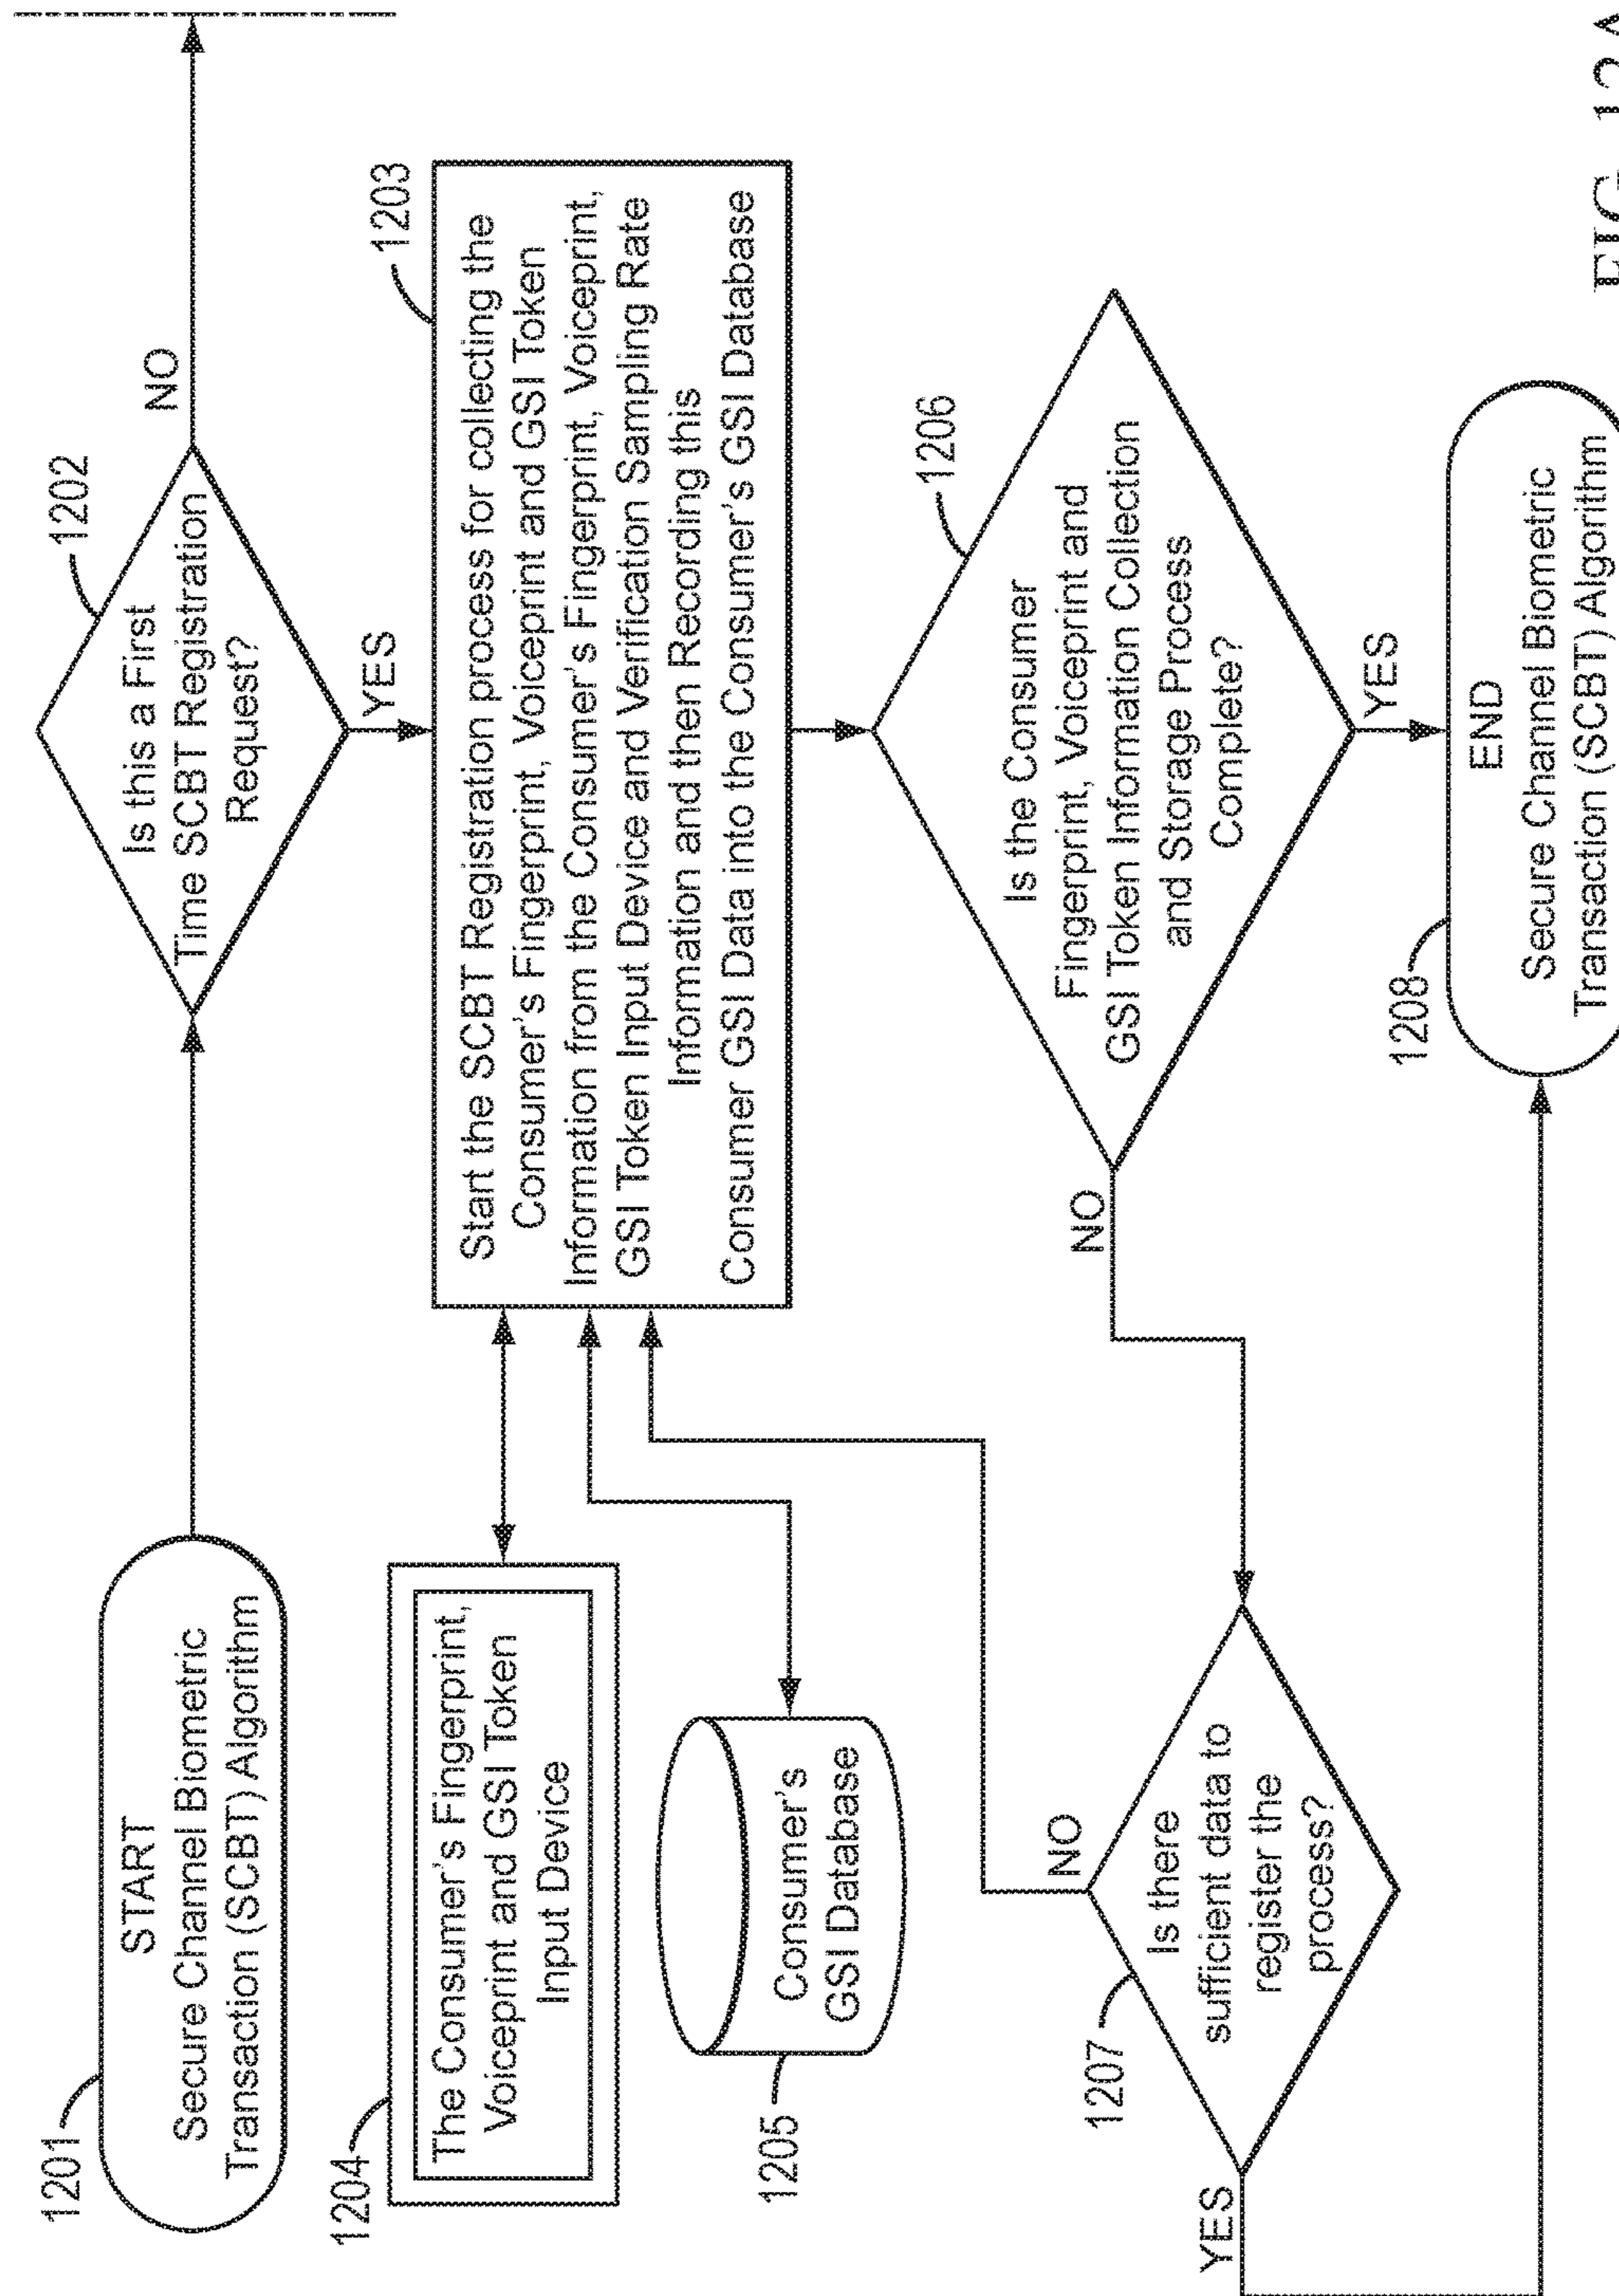 1201
START
Secure Channel Biometric
Transaction (SCBT) Algorithm
1202
Is this a First
Time SCBT Registration
Request?
NO
YES
1203
Start the SCBT Registration process for collecting the
Consumer's Fingerprint, Voiceprint and GSI Token
Information from the Consumer's Fingerprint, Voiceprint,
GSI Token Input Device and Verification Sampling Rate
Information and then Recording this
Consumer GSI Data into the Consumer's GSI Database
1204
The Consumer's Fingerprint,
Voiceprint and GSI Token
Input Device
1205
Consumer's
GSI Database
1206
Is the Consumer
Fingerprint, Voiceprint and
GSI Token Information Collection
and Storage Process
Complete?
NO
YES
1207
Is there
sufficient data to
register the
process?
NO
YES
1208
END
Secure Channel Biometric
Transaction (SCBT) Algorithm
FIG. 12A